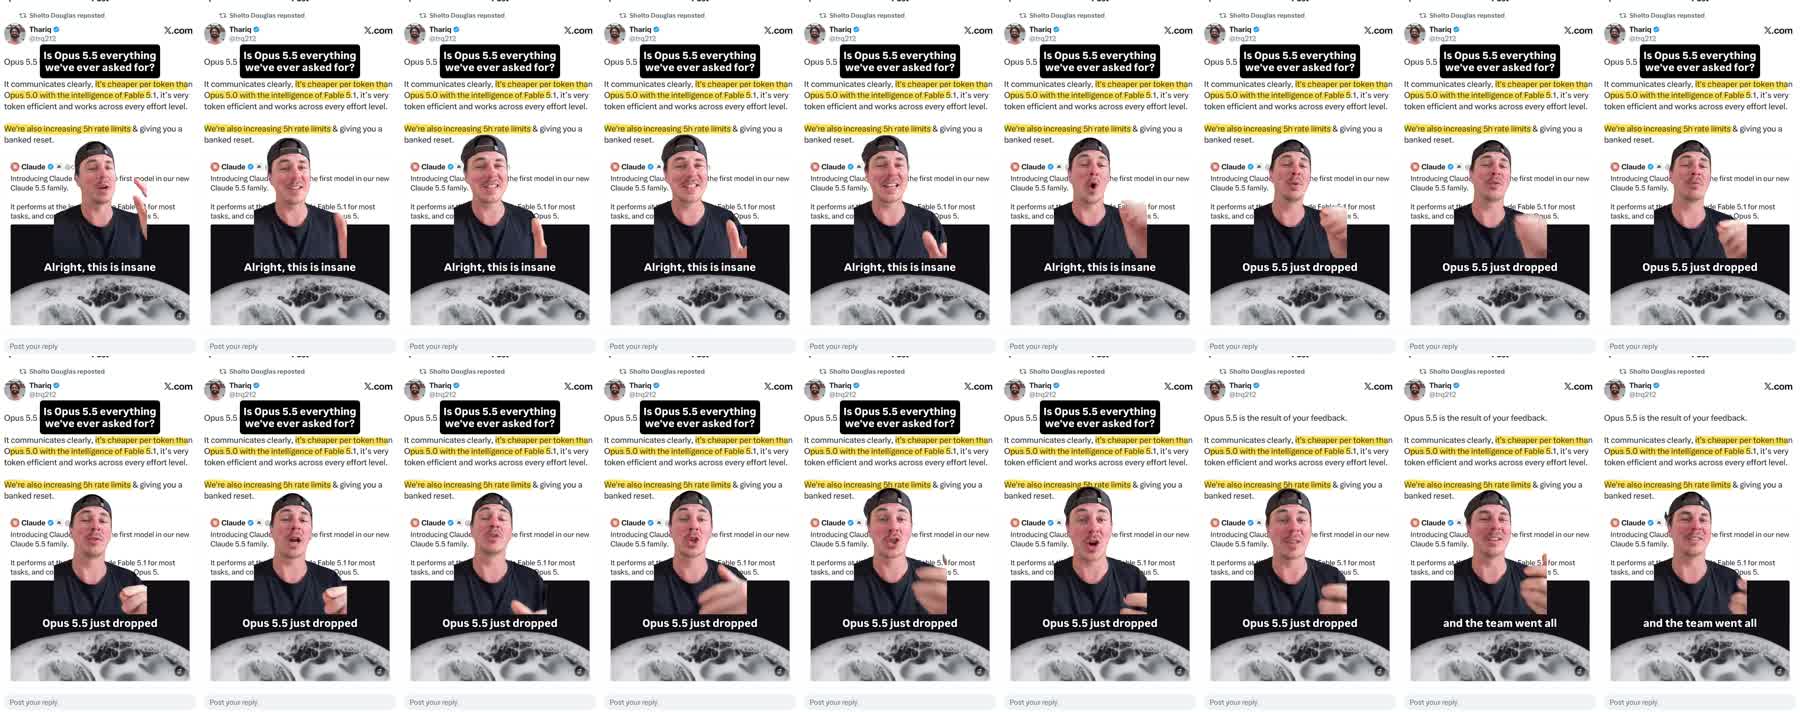 Shelto Douglas reposted
Thariq
@trq212
X.com
Opus 5.5
Is Opus 5.5 everything
we've ever asked for?
It communicates clearly, it's cheaper per token than
Opus 5.0 with the intelligence of Fable 5.1, it's very
token efficient and works across every effort level.
We're also increasing 5h rate limits & giving you a
banked reset.
Claude
Introducing Claude
he first model in our new
Claude 5.5 family.
It performs at the
Fable 5.1 for most
tasks, and co
Opus 5.
Alright, this is insane
Post your reply
Opus 5.5 just dropped
Opus 5.5 is the result of your feedback.
and the team went all